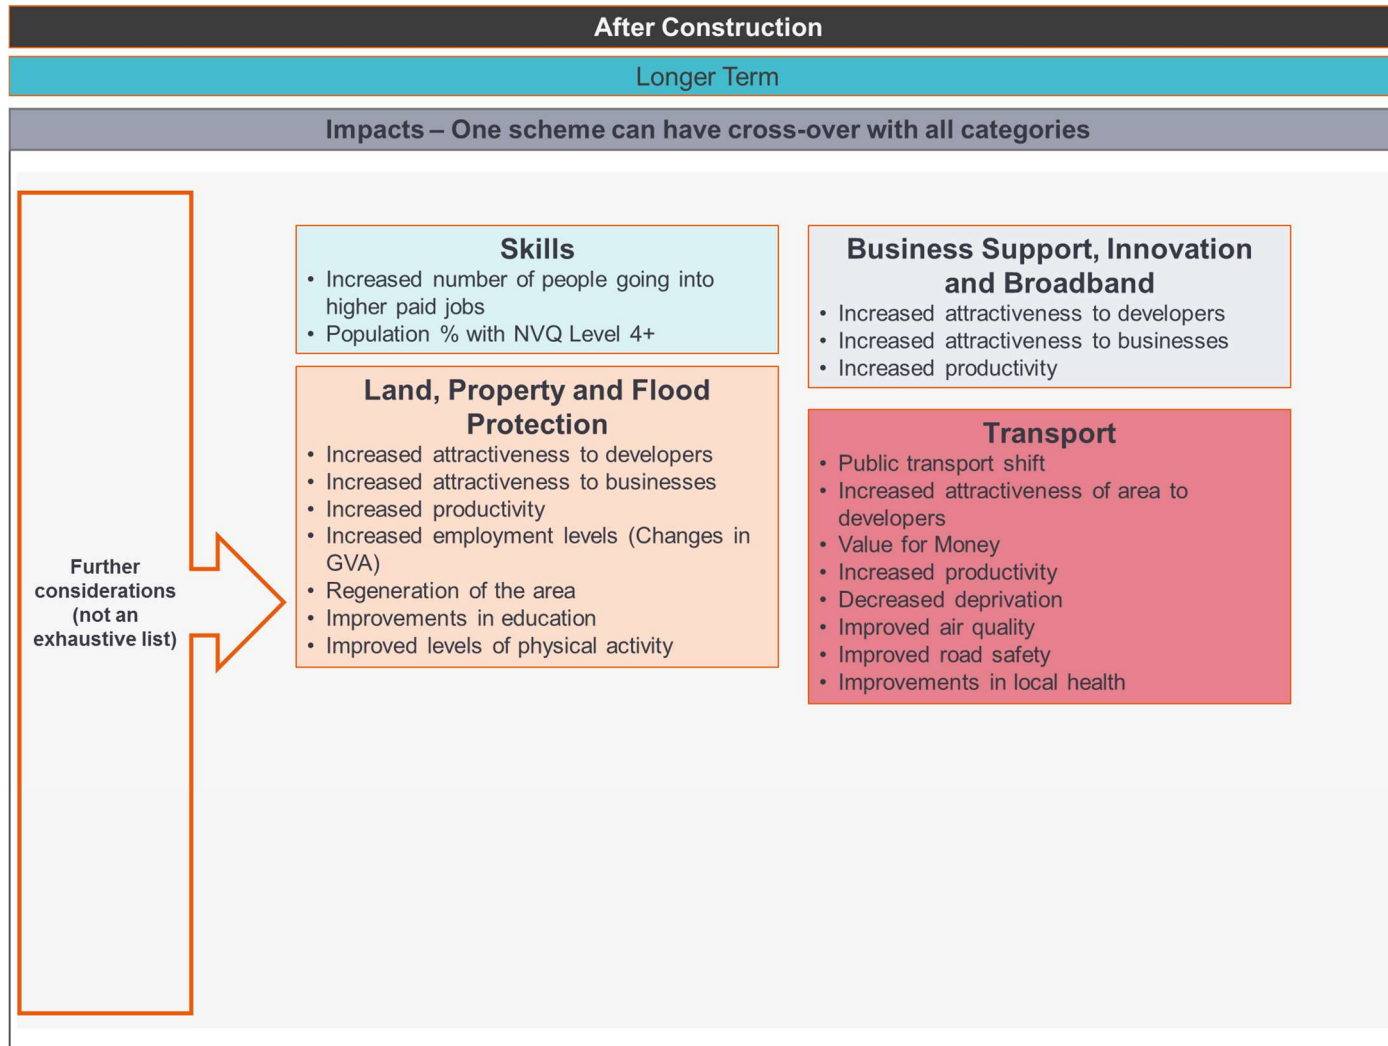 After Construction
Longer Term
Impacts – One scheme can have cross-over with all categories
Further
considerations
(not an
exhaustive list)
Skills
• Increased number of people going into
higher paid jobs
• Population % with NVQ Level 4+
Land, Property and Flood
Protection
• Increased attractiveness to developers
• Increased attractiveness to businesses
• Increased productivity
• Increased employment levels (Changes in
GVA)
• Regeneration of the area
• Improvements in education
• Improved levels of physical activity
Business Support, Innovation
and Broadband
• Increased attractiveness to developers
• Increased attractiveness to businesses
• Increased productivity
Transport
• Public transport shift
• Increased attractiveness of area to
developers
• Value for Money
• Increased productivity
• Decreased deprivation
• Improved air quality
• Improved road safety
• Improvements in local health